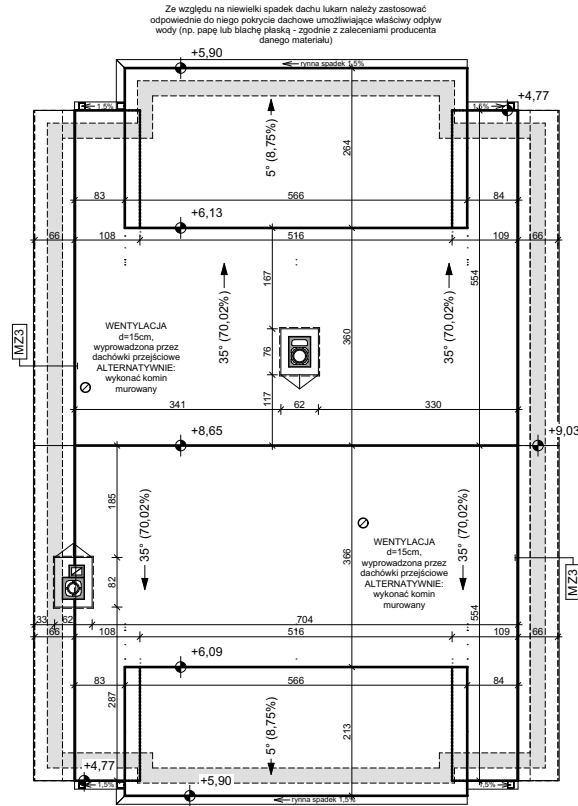 Ze względu na niewielki spadek dachu lukarn należy zastosować
odpowiednie do niego pokrycie dachowe umożliwiające właściwy odpływ
wody (np. papę lub blachę płaską - zgodnie z zaleceniami producenta
danego materiału)
+5,90
rynna spadek 1,5%
1,5%
1,5%
+4,77
5° (8,75%)
264
83
566
84
+6,13
66
108
516
109
66
167
554
35° (70,02%)
35° (70,02%)
WENTYLACJA
d=15cm,
wyprowadzona przez
dachówki przejściowe
ALTERNATYWNIE:
wykonać komin
murowany
MZ3
76
360
117
341
62
330
+8,65
+9,03
185
35° (70,02%)
35° (70,02%)
366
WENTYLACJA
d=15cm,
wyprowadzona przez
dachówki przejściowe
ALTERNATYWNIE:
wykonać komin
murowany
MZ3
82
554
33
62
704
66
108
516
109
66
+6,09
83
566
84
287
5° (8,75%)
213
+4,77
1,5%
+5,90
1,5%
rynna spadek 1,5%